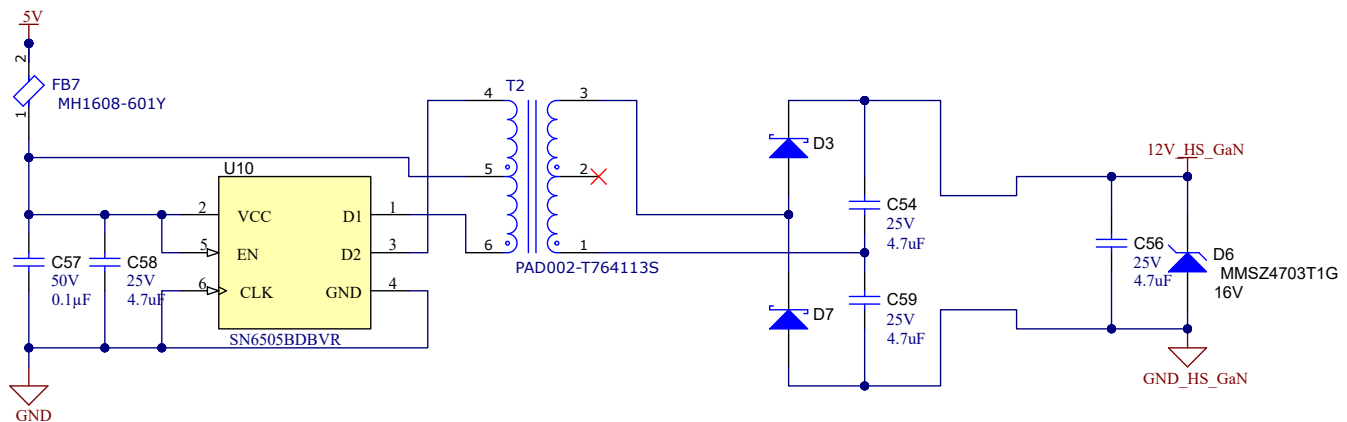 5V
2
FB7
MH1608-601Y
1
U10
2
VCC
D1
1
5
EN
D2
3
6
CLK
GND
4
SN6505BDBVR
C57
50V
0.1µF
C58
25V
4.7uF
GND
T2
4
3
5
2
6
1
PAD002-T764113S
D3
D7
C54
25V
4.7uF
C59
25V
4.7uF
12V_HS_GaN
C56
25V
4.7uF
D6
MMSZ4703T1G
16V
GND_HS_GaN